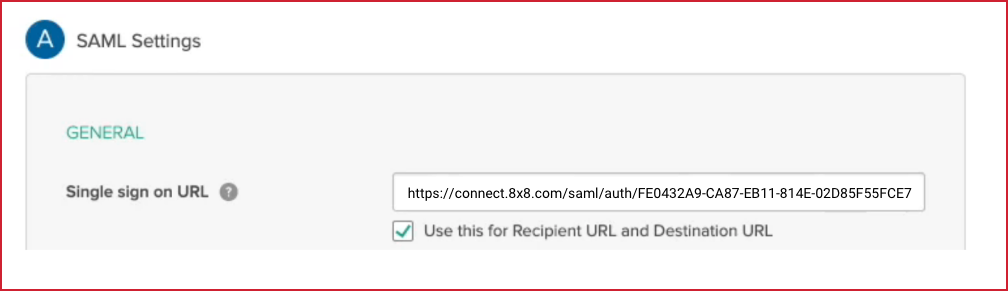 A SAML Settings
GENERAL
Single sign on URL ?
https://connect.8x8.com/saml/auth/FE0432A9-CA87-EB11-814E-02D85F55FCE7
Use this for Recipient URL and Destination URL